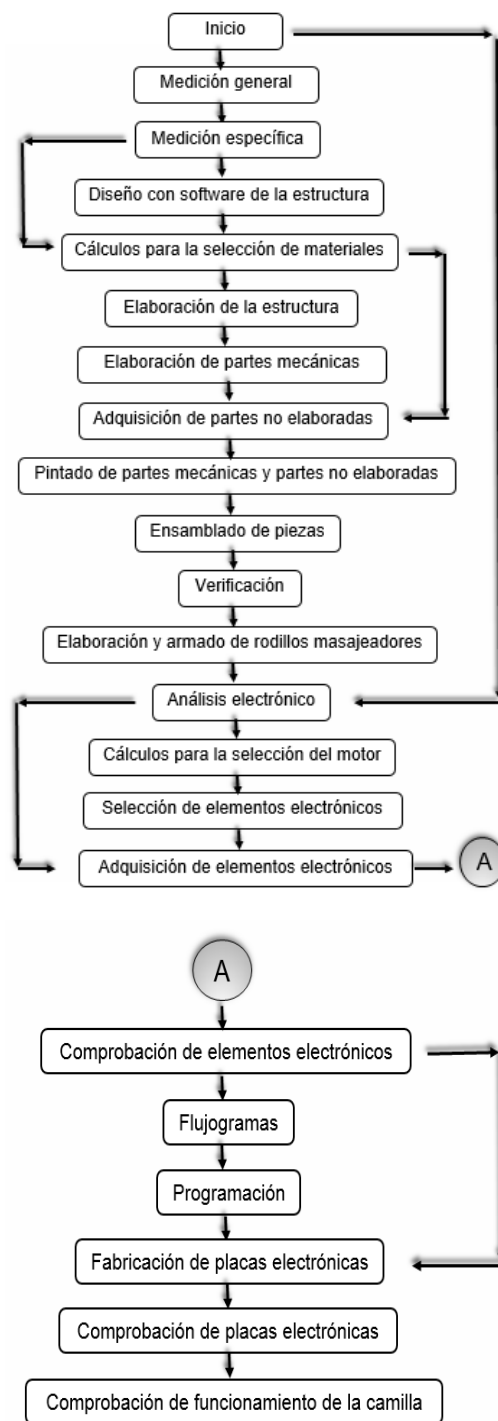 Inicio
Medición general
Medición específica
Diseño con software de la estructura
Cálculos para la selección de materiales
Elaboración de la estructura
Elaboración de partes mecánicas
Adquisición de partes no elaboradas
Pintado de partes mecánicas y partes no elaboradas
Ensamblado de piezas
Verificación
Elaboración y armado de rodillos masajeadores
Análisis electrónico
Cálculos para la selección del motor
Selección de elementos electrónicos
Adquisición de elementos electrónicos
A
A
Comprobación de elementos electrónicos
Flujogramas
Programación
Fabricación de placas electrónicas
Comprobación de placas electrónicas
Comprobación de funcionamiento de la camilla